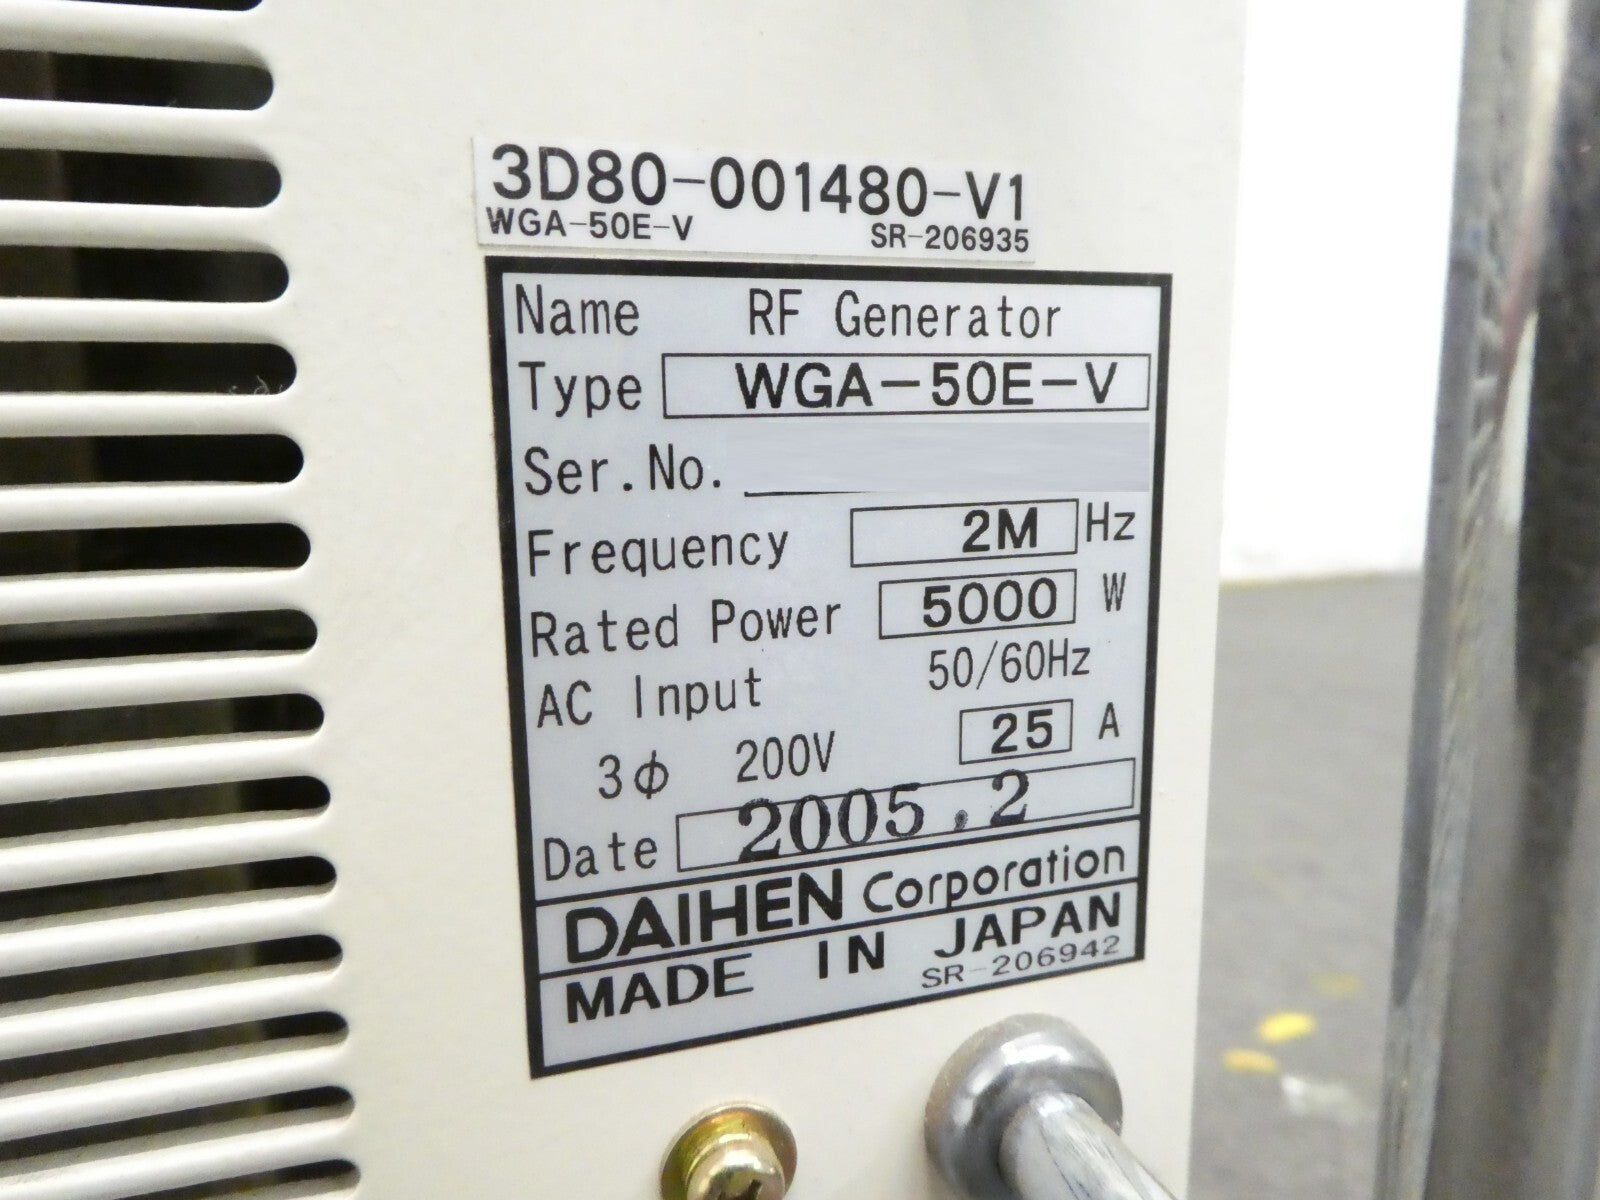 3D80-001480-V1
WGA-50E-V SR-206935
Name RF Generator
Type WGA-50E-V
Ser.No.
Frequency 2M Hz
Rated Power 5000 W
AC Input 50/60Hz
3φ 200V 25 A
Date 2005.2
DAIHEN Corporation
MADE IN JAPAN
SR-206942